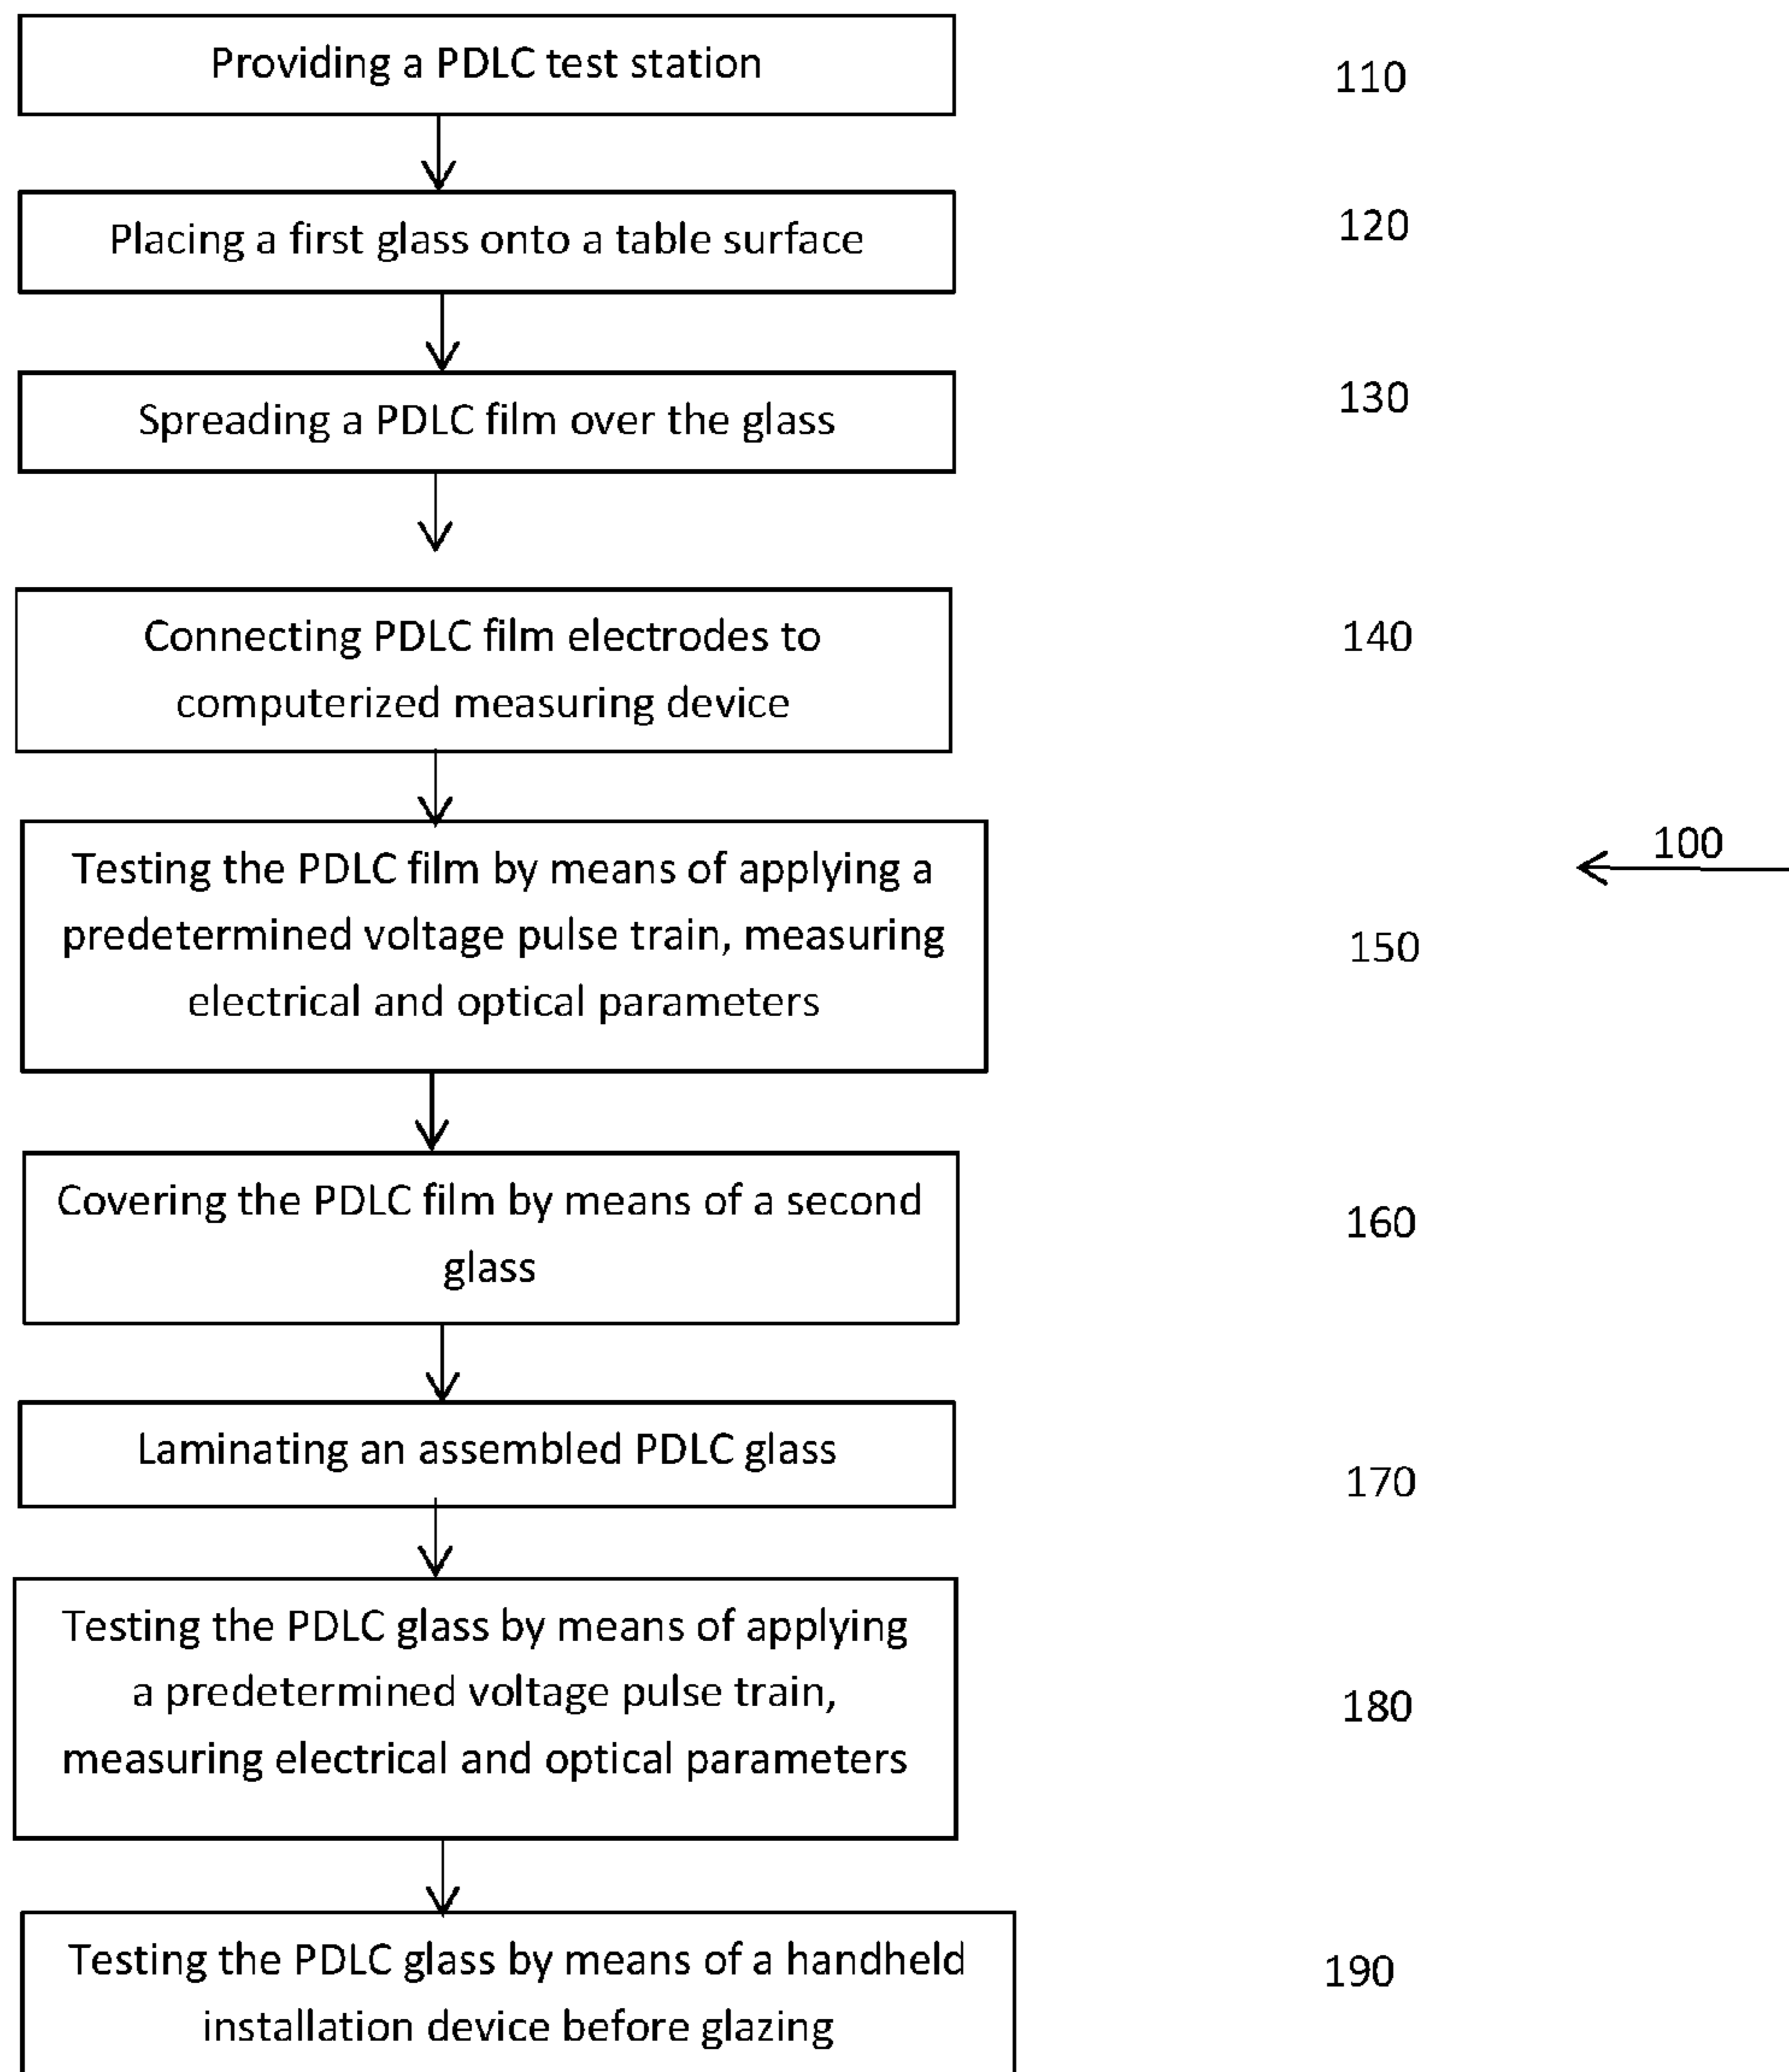 Providing a PDLC test station
110
Placing a first glass onto a table surface
120
Spreading a PDLC film over the glass
130
Connecting PDLC film electrodes to
computerized measuring device
140
Testing the PDLC film by means of applying a
predetermined voltage pulse train, measuring
electrical and optical parameters
150
100
Covering the PDLC film by means of a second
glass
160
Laminating an assembled PDLC glass
170
Testing the PDLC glass by means of applying
a predetermined voltage pulse train,
measuring electrical and optical parameters
180
Testing the PDLC glass by means of a handheld
installation device before glazing
190